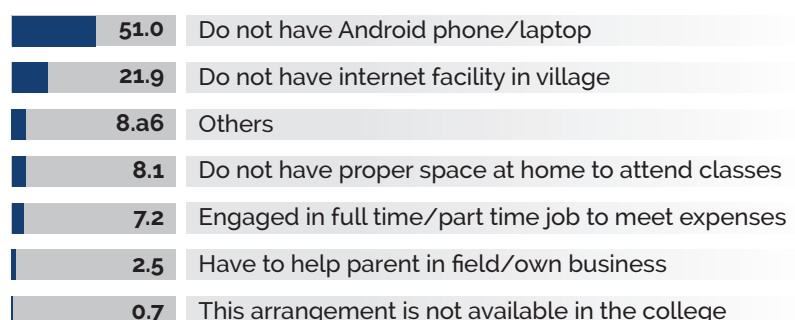 51.0 Do not have Android phone/laptop
21.9 Do not have internet facility in village
8.a6 Others
8.1 Do not have proper space at home to attend classes
7.2 Engaged in full time/part time job to meet expenses
2.5 Have to help parent in field/own business
0.7 This arrangement is not available in the college